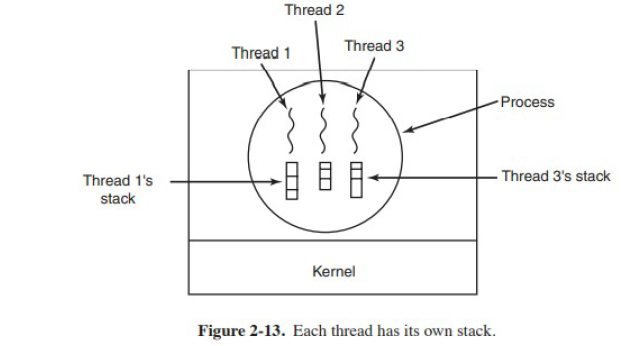 Thread 2
Thread 1
Thread 3
Process
Thread 1's
stack
Thread 3's stack
Kernel
Figure 2-13. Each thread has its own stack.